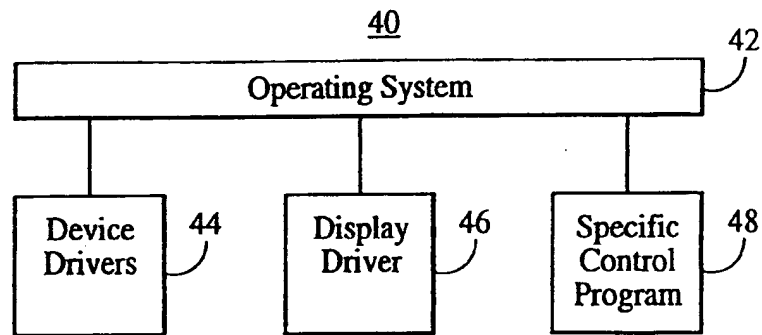 40
Operating System
42
Device
Drivers
44
Display
Driver
46
Specific
Control
Program
48